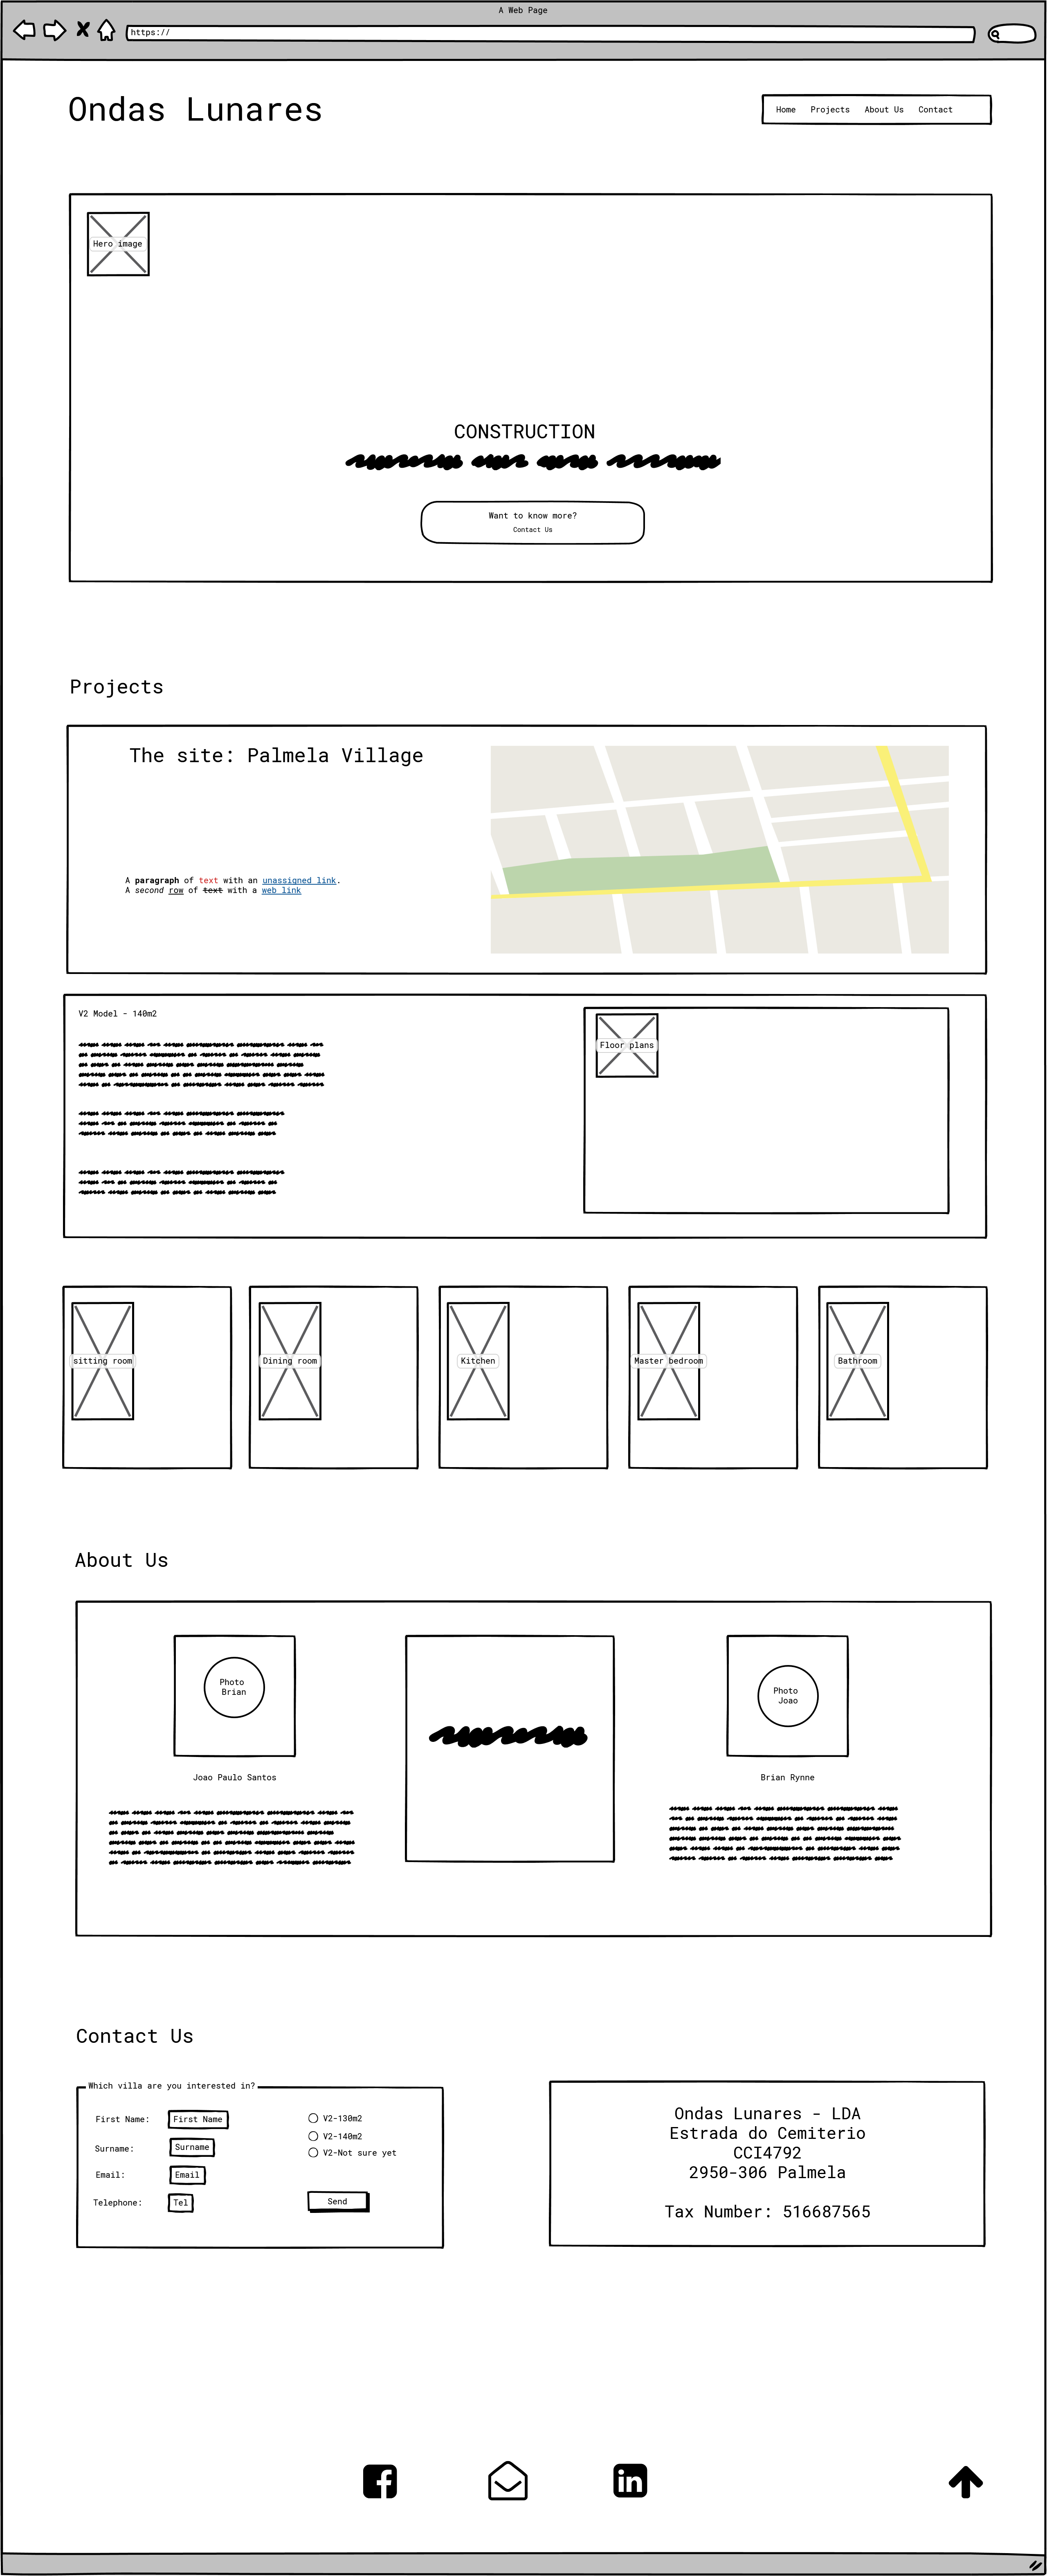 A Web Page
https://
Ondas Lunares
Home Projects About Us Contact
Hero image
CONSTRUCTION
Want to know more?
Contact Us
Projects
The site: Palmela Village
A paragraph of text with an unassigned link.
A second row of text with a web link
V2 Model - 140m2
Floor plans
sitting room
Dining room
Kitchen
Master bedroom
Bathroom
About Us
Photo
Brian
Photo
Joao
Joao Paulo Santos
Brian Rynne
Contact Us
Which villa are you interested in?
First Name: First Name
Surname: Surname
Email: Email
Telephone: Tel
V2-130m2
V2-140m2
V2-Not sure yet
Send
Ondas Lunares - LDA
Estrada do Cemiterio
CCI4792
2950-306 Palmela
Tax Number: 516687565